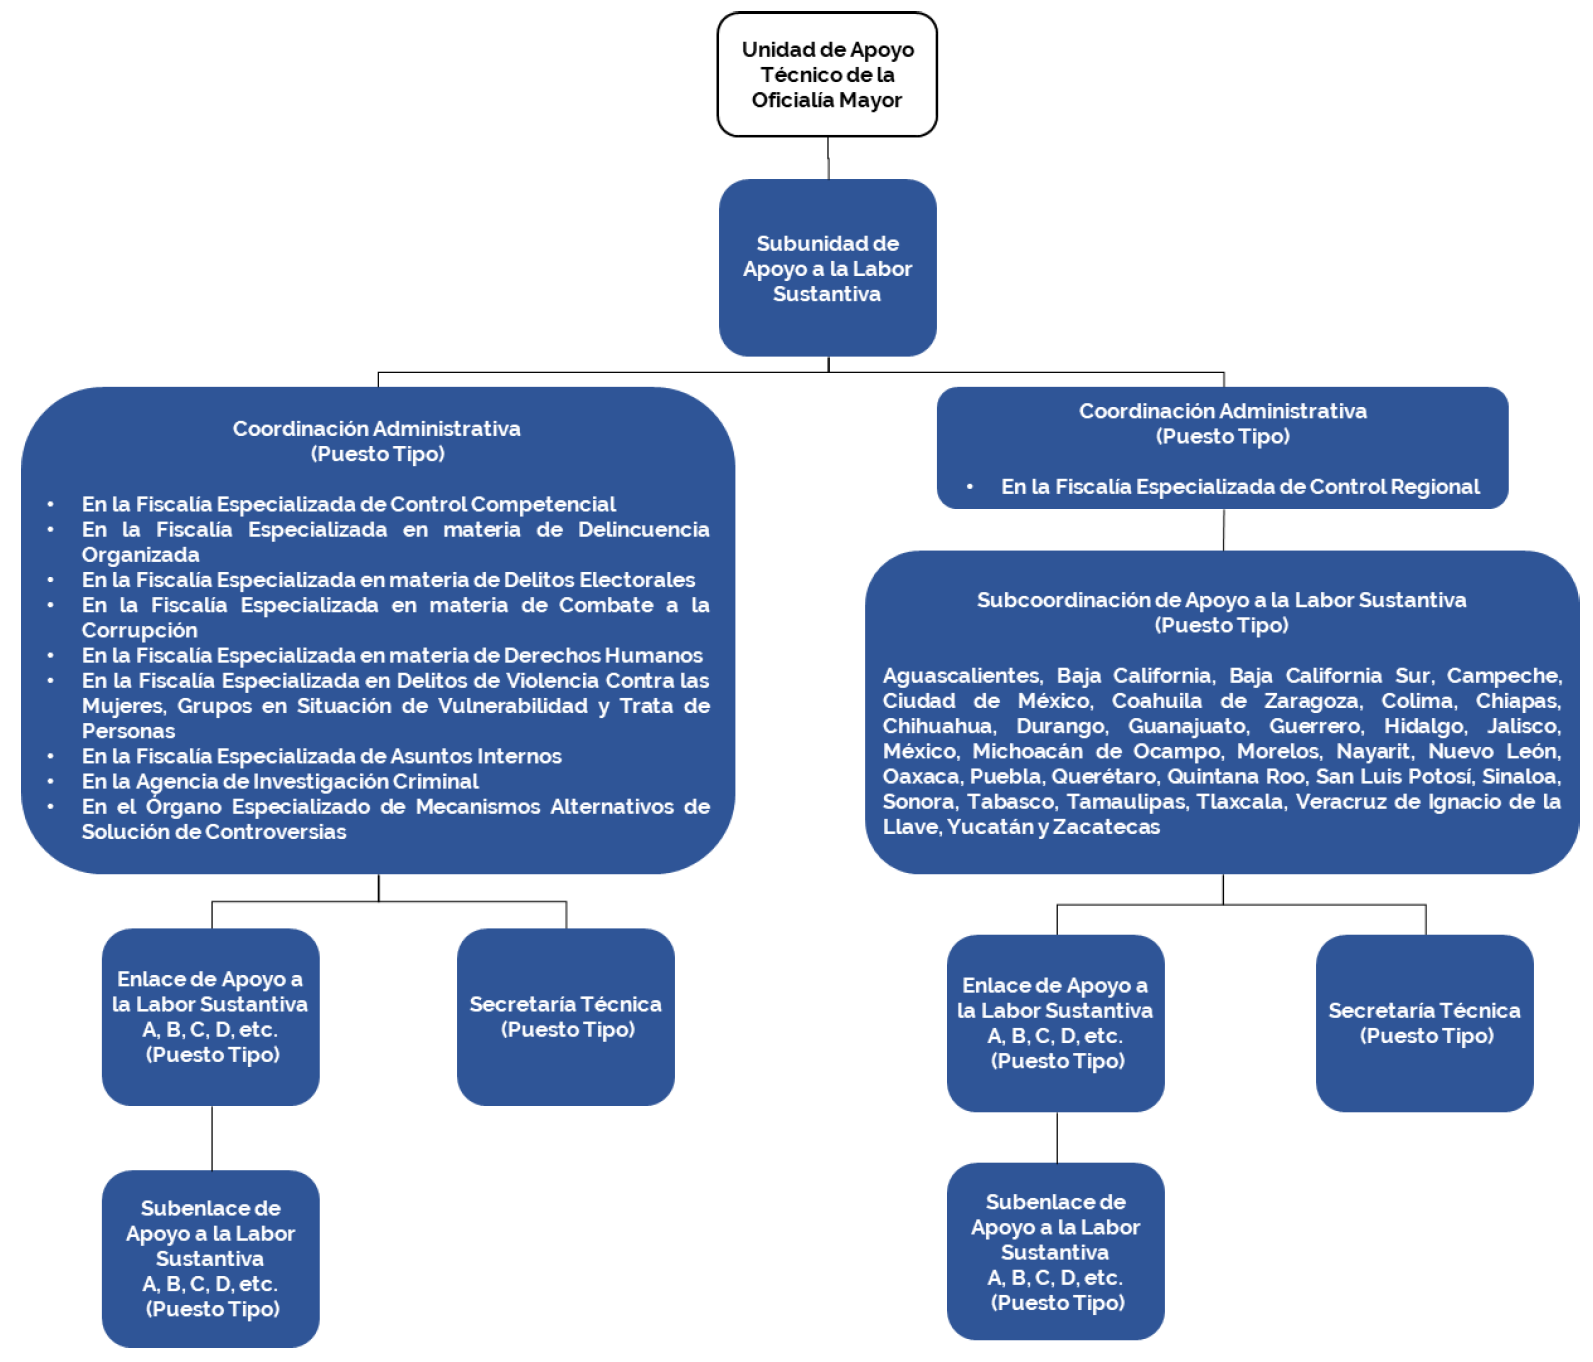 Unidad de Apoyo
Técnico de la
Oficialía Mayor
Subunidad de
Apoyo a la Labor
Sustantiva
Coordinación Administrativa
(Puesto Tipo)
• En la Fiscalía Especializada de Control Competencial
• En la Fiscalía Especializada en materia de Delincuencia
Organizada
• En la Fiscalía Especializada en materia de Delitos Electorales
• En la Fiscalía Especializada en materia de Combate a la
Corrupción
• En la Fiscalía Especializada en materia de Derechos Humanos
• En la Fiscalía Especializada en Delitos de Violencia Contra las
Mujeres, Grupos en Situación de Vulnerabilidad y Trata de
Personas
• En la Fiscalía Especializada de Asuntos Internos
• En la Agencia de Investigación Criminal
• En el Órgano Especializado de Mecanismos Alternativos de
Solución de Controversias
Coordinación Administrativa
(Puesto Tipo)
• En la Fiscalía Especializada de Control Regional
Subcoordinación de Apoyo a la Labor Sustantiva
(Puesto Tipo)
Aguascalientes, Baja California, Baja California Sur, Campeche,
Ciudad de México, Coahuila de Zaragoza, Colima, Chiapas,
Chihuahua, Durango, Guanajuato, Guerrero, Hidalgo, Jalisco,
México, Michoacán de Ocampo, Morelos, Nayarit, Nuevo León,
Oaxaca, Puebla, Querétaro, Quintana Roo, San Luis Potosí, Sinaloa,
Sonora, Tabasco, Tamaulipas, Tlaxcala, Veracruz de Ignacio de la
Llave, Yucatán y Zacatecas
Enlace de Apoyo a
la Labor Sustantiva
A, B, C, D, etc.
(Puesto Tipo)
Secretaría Técnica
(Puesto Tipo)
Enlace de Apoyo a
la Labor Sustantiva
A, B, C, D, etc.
(Puesto Tipo)
Secretaría Técnica
(Puesto Tipo)
Subenlace de
Apoyo a la Labor
Sustantiva
A, B, C, D, etc.
(Puesto Tipo)
Subenlace de
Apoyo a la Labor
Sustantiva
A, B, C, D, etc.
(Puesto Tipo)